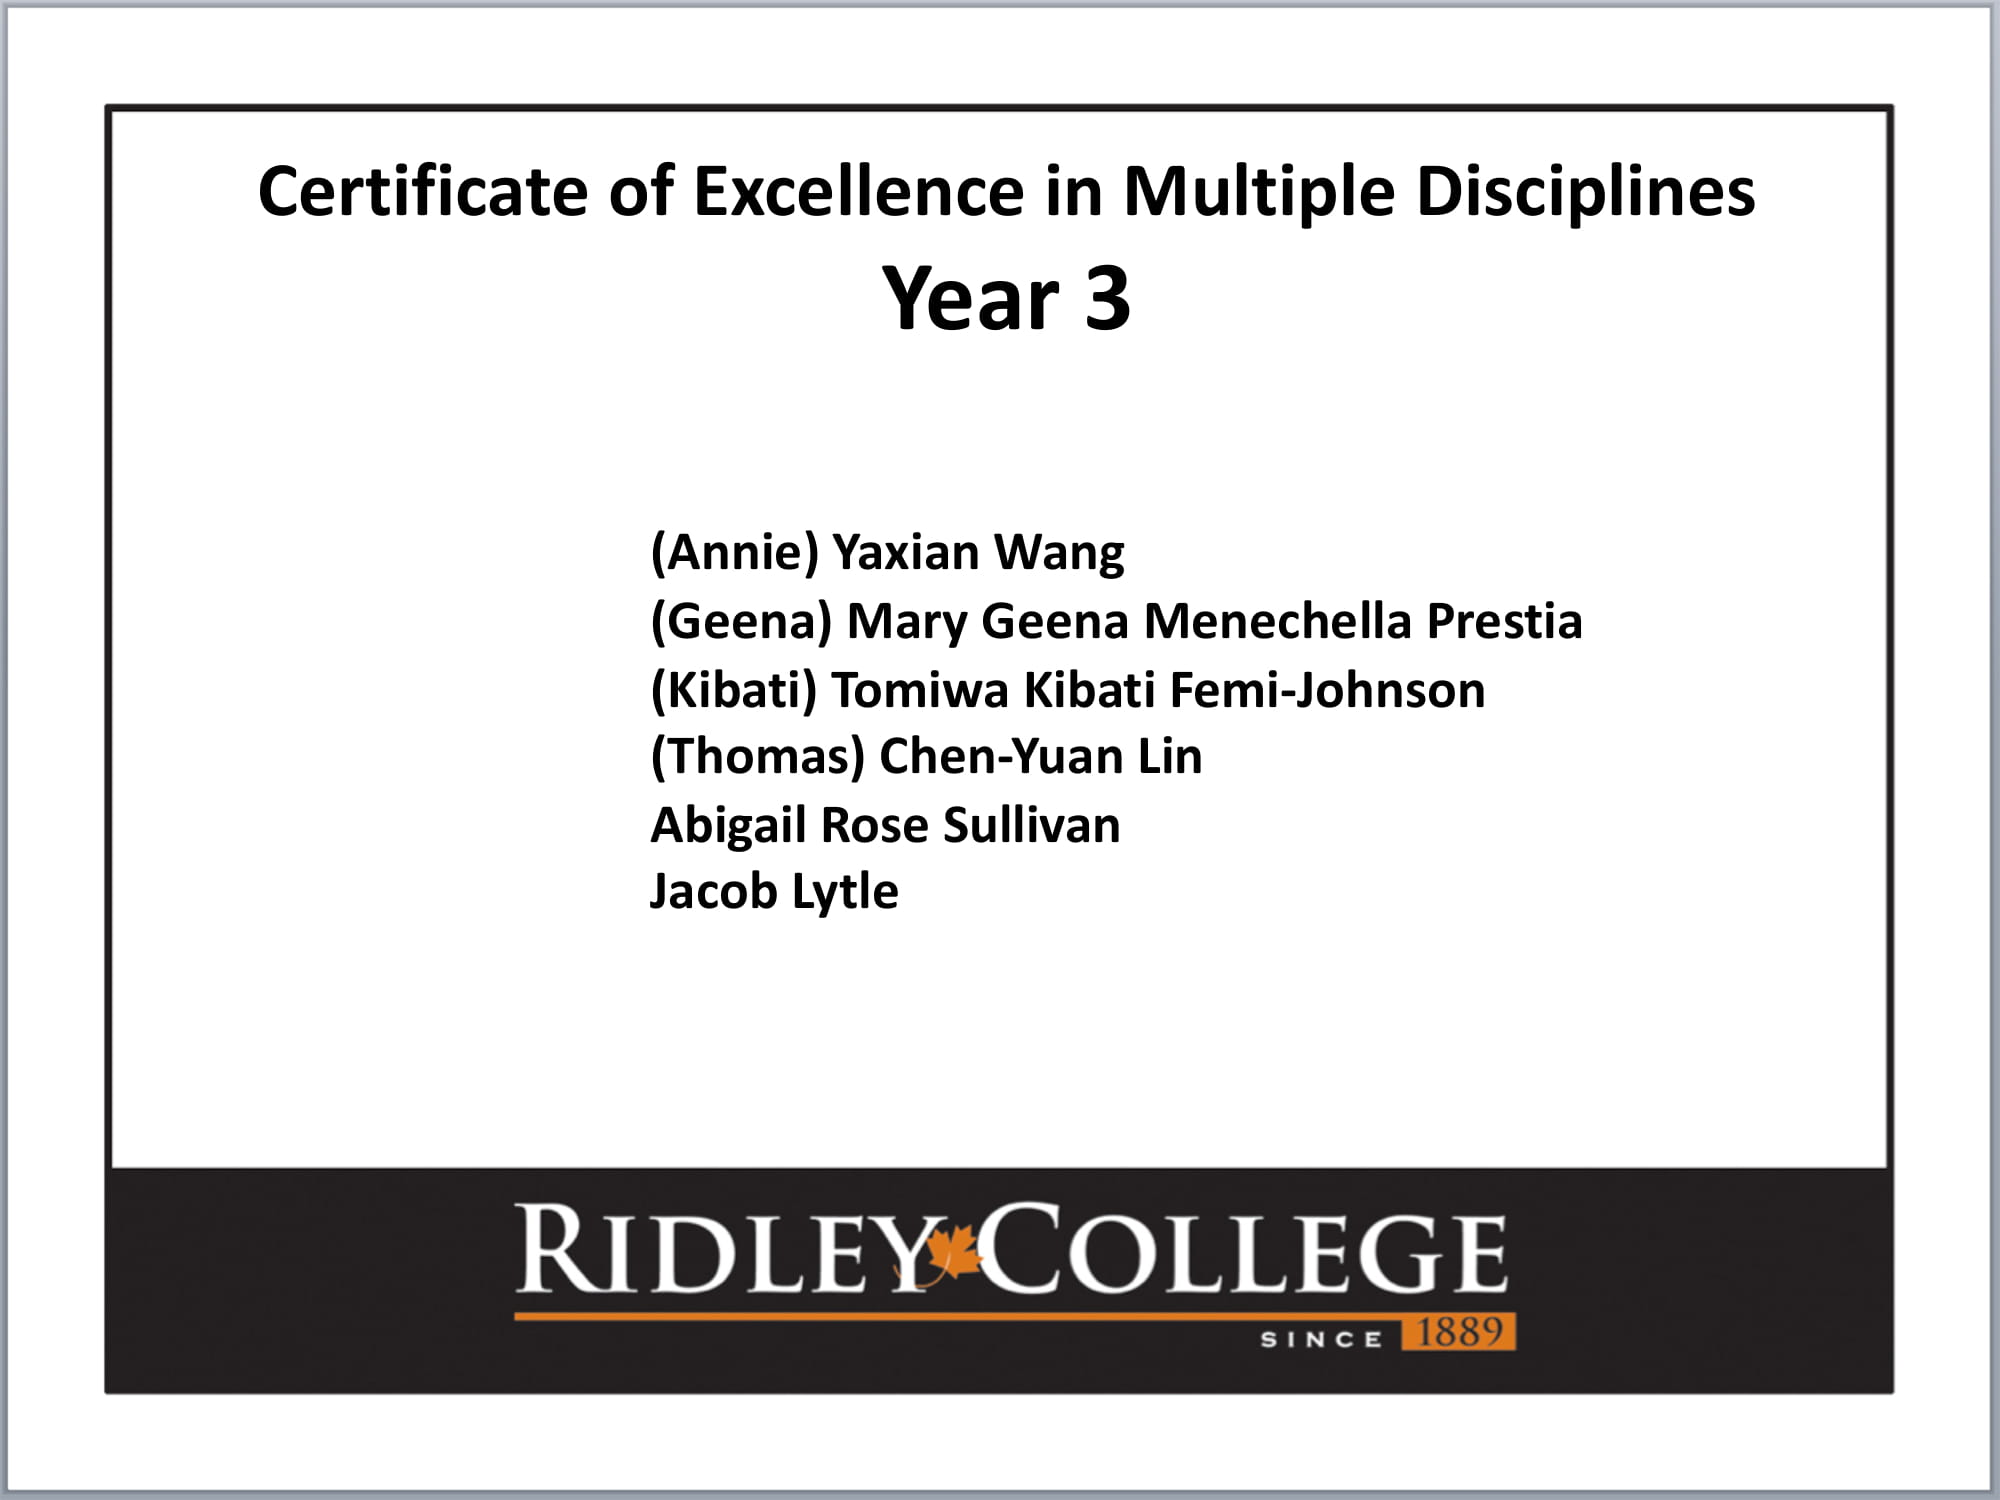 Certificate of Excellence in Multiple Disciplines
Year 3
(Annie) Yaxian Wang
(Geena) Mary Geena Menechella Prestia
(Kibati) Tomiwa Kibati Femi-Johnson
(Thomas) Chen-Yuan Lin
Abigail Rose Sullivan
Jacob Lytle
RIDLEY COLLEGE
SINCE 1889